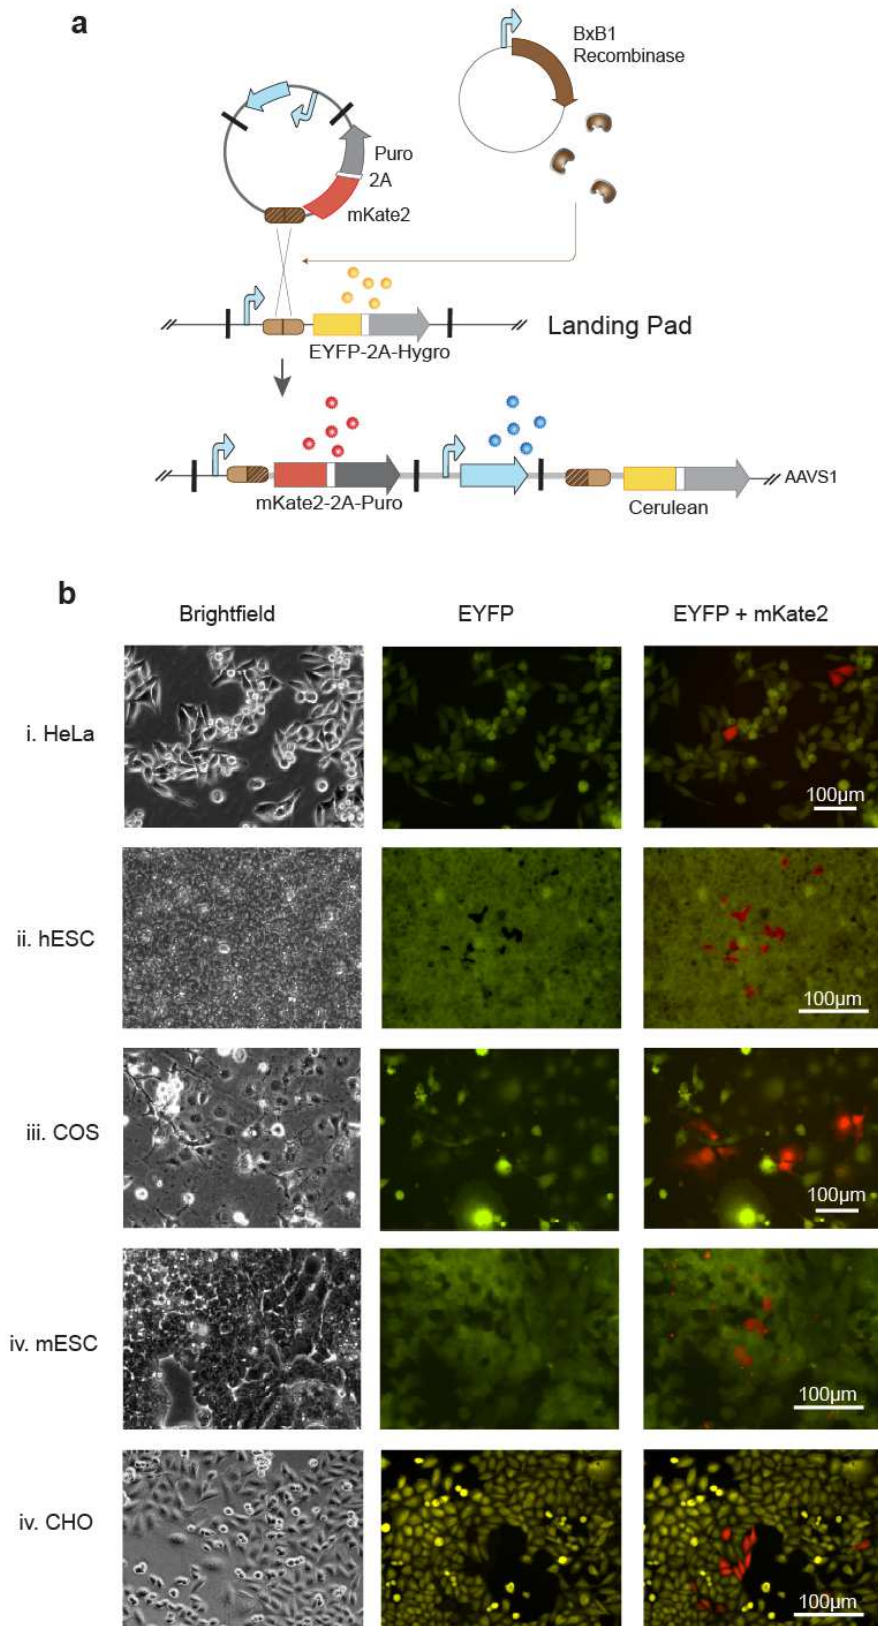 a
BxB1
Recombinase
Puro
2A
mKate2
EYFP-2A-Hygro
Landing Pad
mKate2-2A-Puro
Cerulean
AAVS1
b
Brightfield
EYFP
EYFP + mKate2
i. HeLa
100µm
ii. hESC
100µm
iii. COS
100µm
iv. mESC
100µm
iv. CHO
100µm